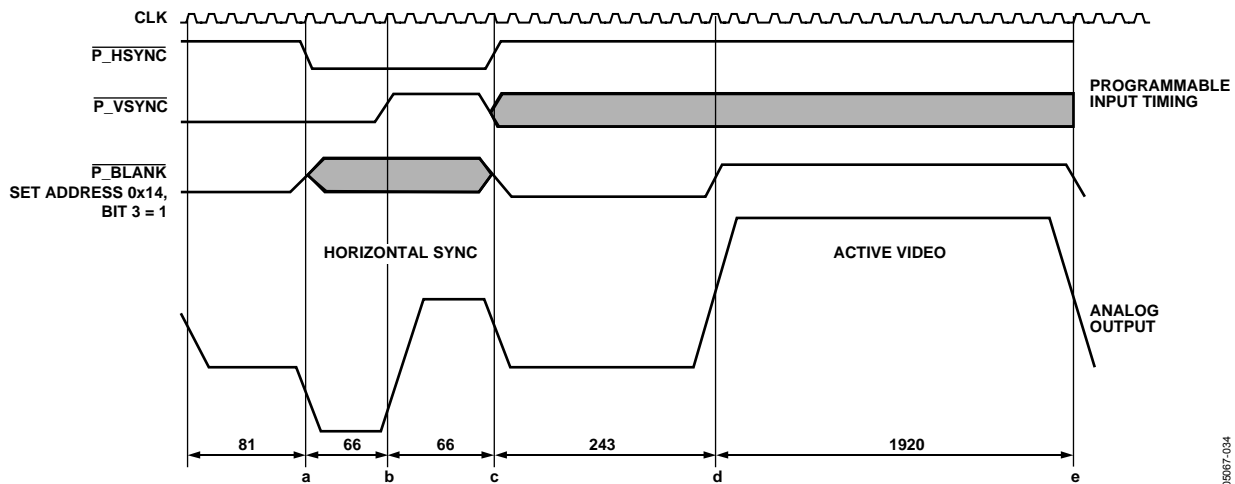 CLK
P_HSYNC
P_VSYNC
PROGRAMMABLE
INPUT TIMING
P_BLANK
SET ADDRESS 0x14,
BIT 3 = 1
HORIZONTAL SYNC
ACTIVE VIDEO
ANALOG
OUTPUT
81 66 66 243 1920
a b c d e
05067-034